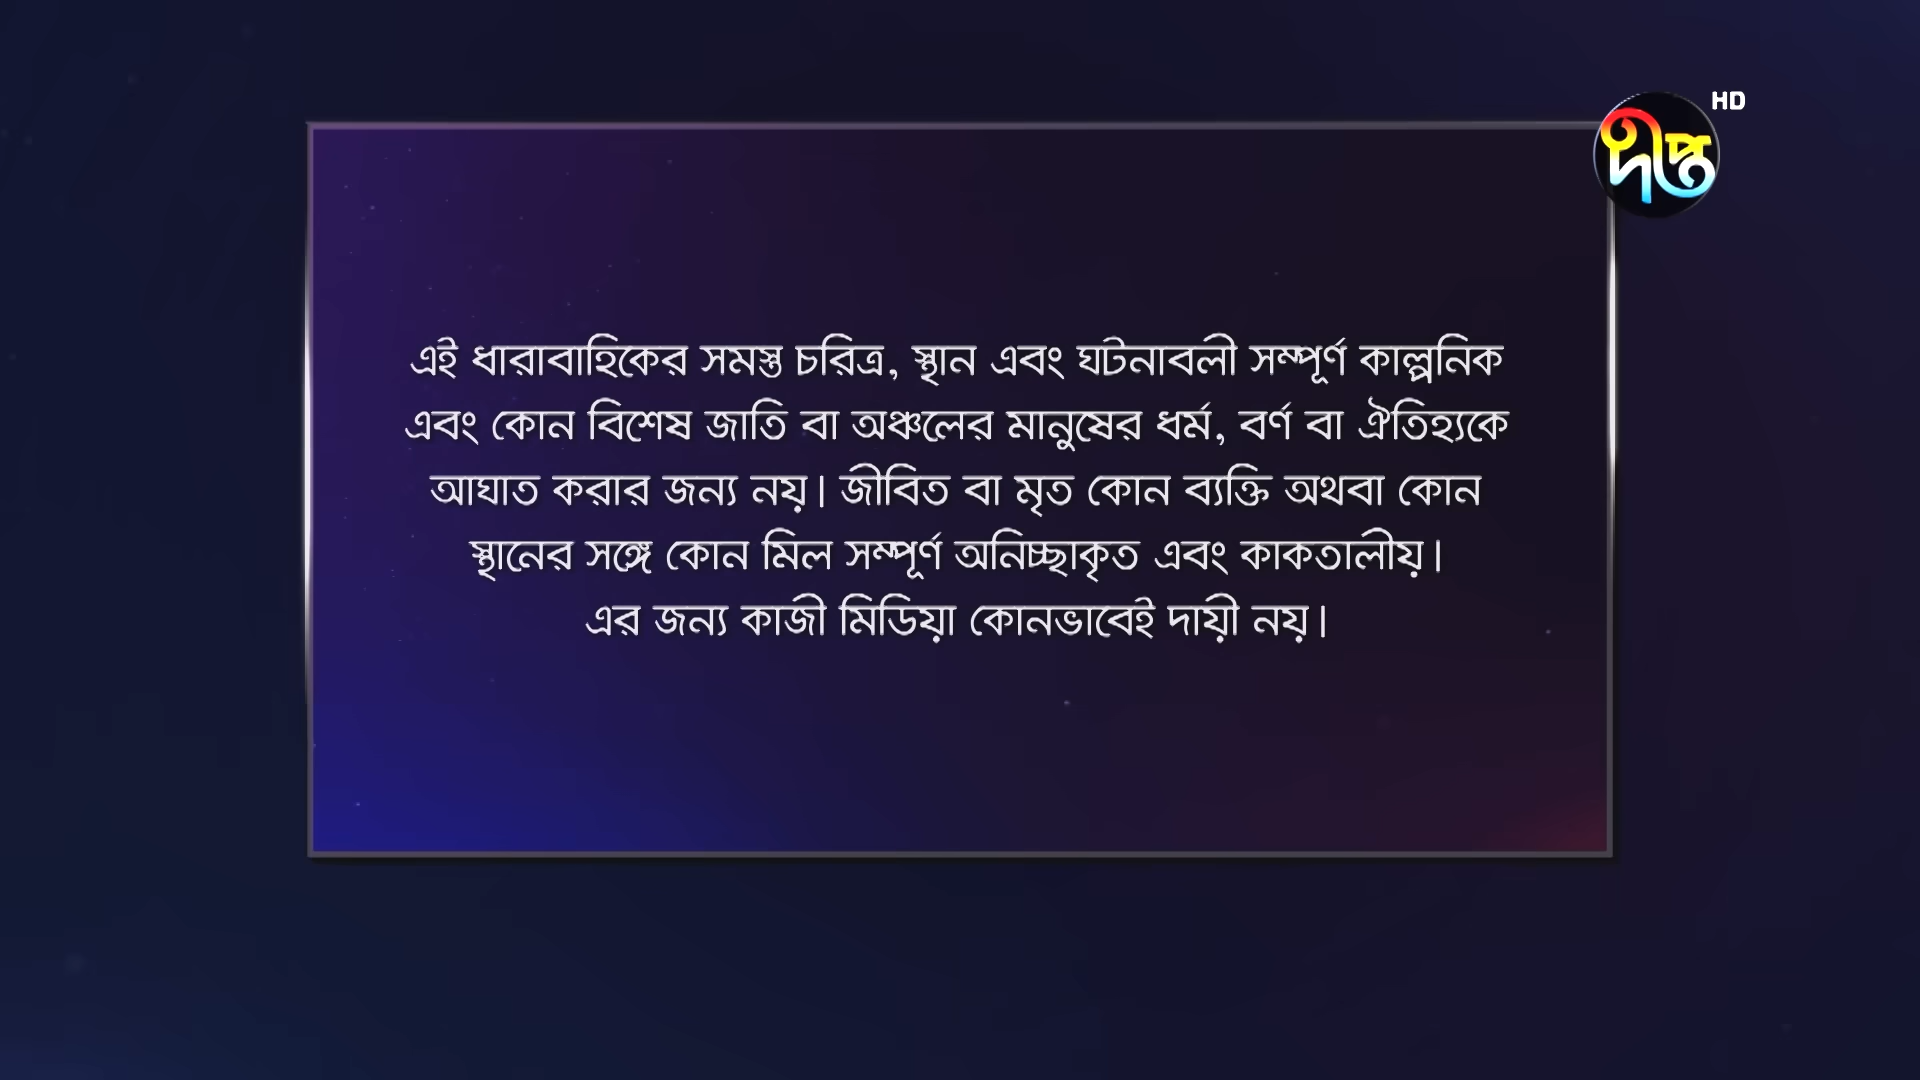 HD
দীপ্ত
এই ধারাবাহিকের সমস্ত চরিত্র, স্থান এবং ঘটনাবলী সম্পূর্ণ কাল্পনিক
এবং কোন বিশেষ জাতি বা অঞ্চলের মানুষের ধর্ম, বর্ণ বা ঐতিহ্যকে
আঘাত করার জন্য নয়। জীবিত বা মৃত কোন ব্যক্তি অথবা কোন
স্থানের সঙ্গে কোন মিল সম্পূর্ণ অনিচ্ছাকৃত এবং কাকতালীয়।
এর জন্য কাজী মিডিয়া কোনভাবেই দায়ী নয়।